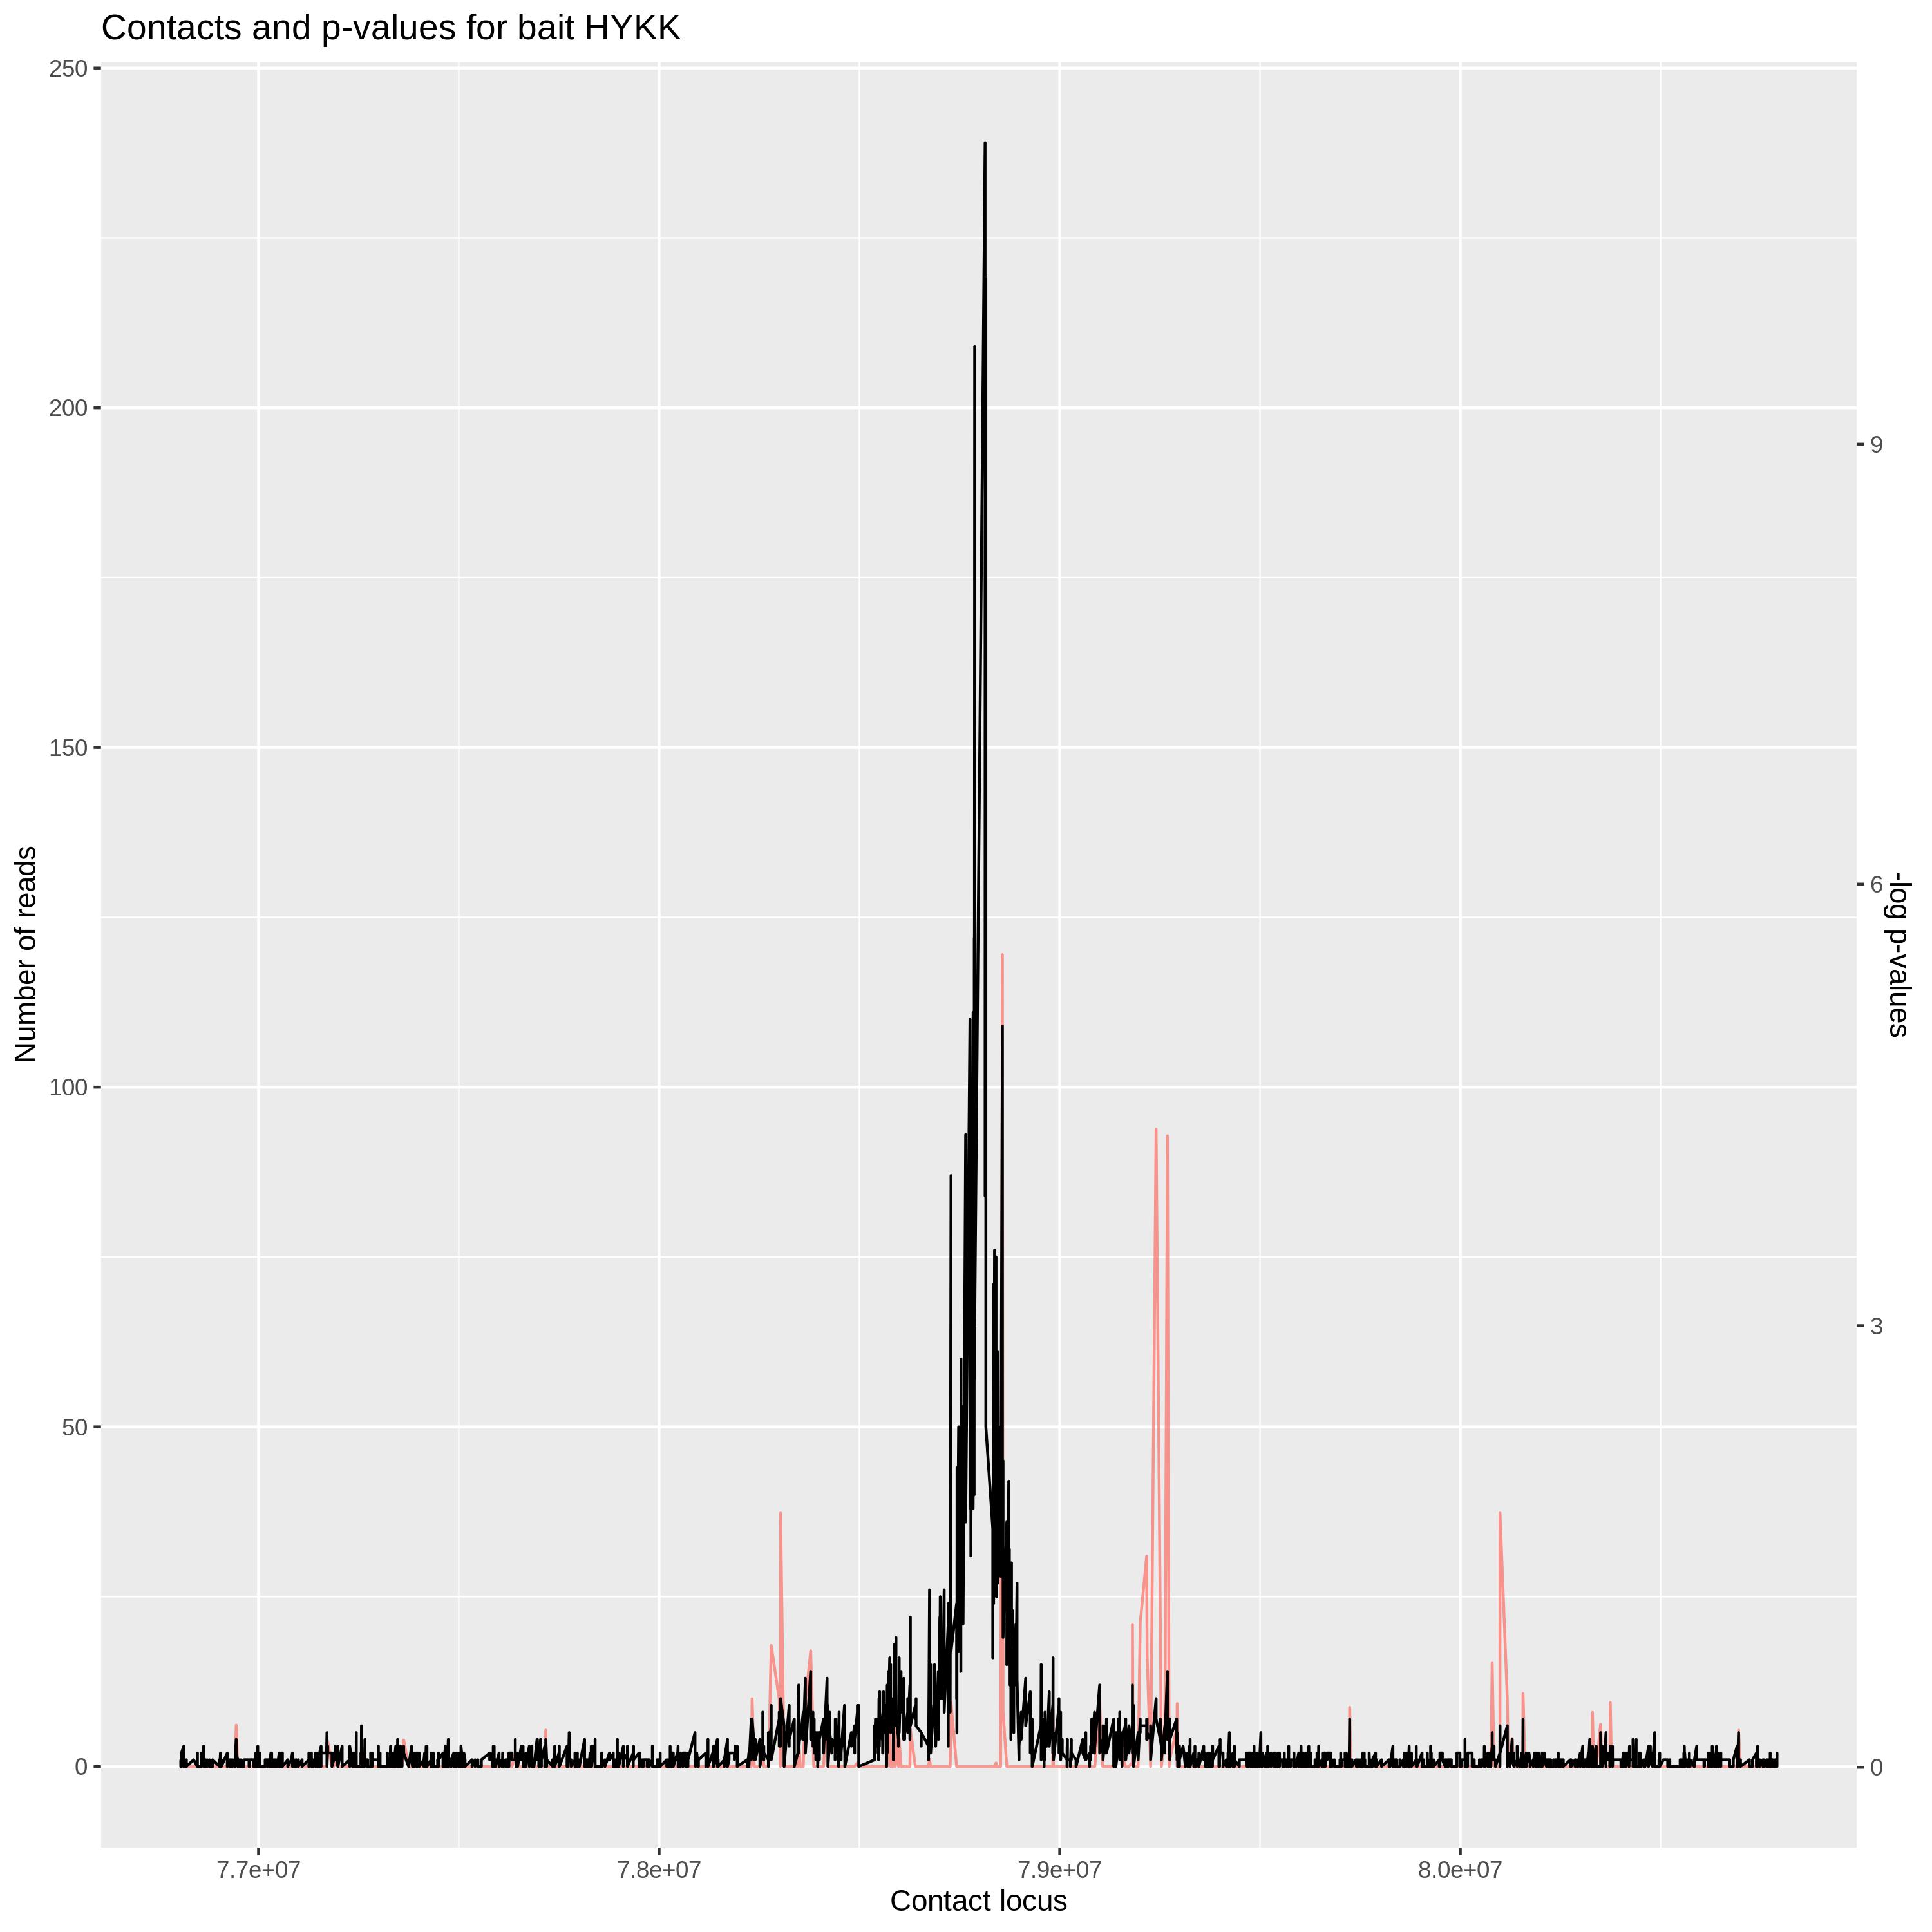 Contacts and p-values for bait HYKK
250
200
150
100
50
0
Number of reads
9
6
3
0
-log p-values
7.7e+07
7.8e+07
7.9e+07
8.0e+07
Contact locus